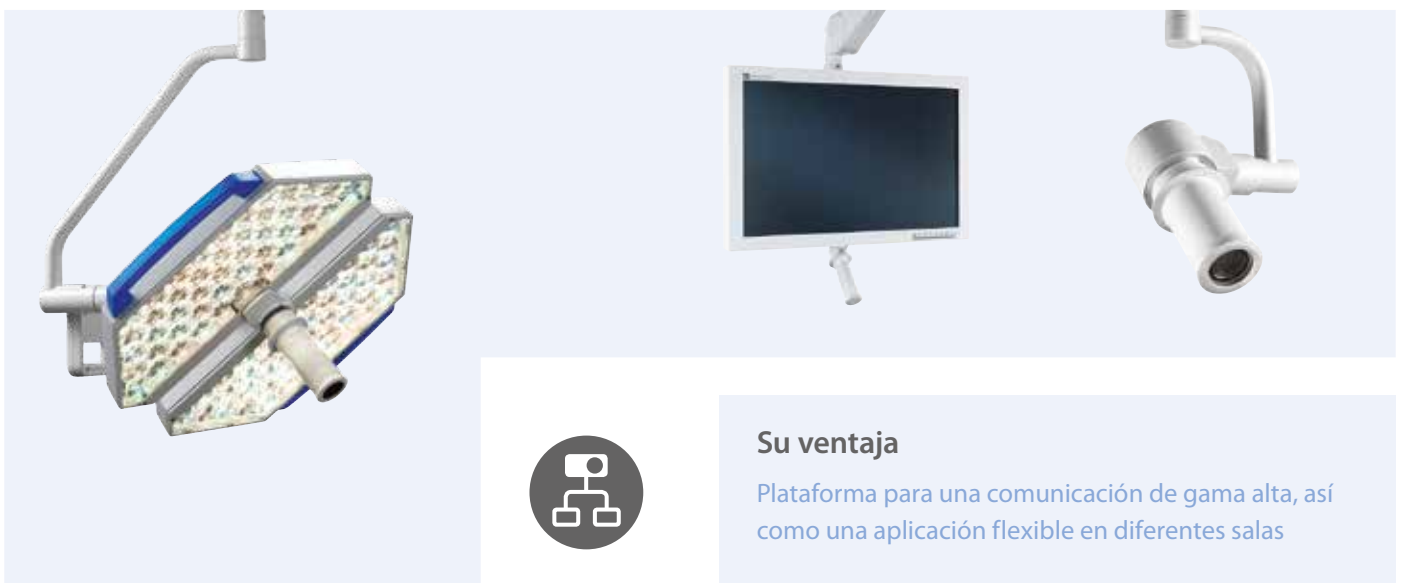 Su ventaja
Plataforma para una comunicación de gama alta, así
como una aplicación flexible en diferentes salas